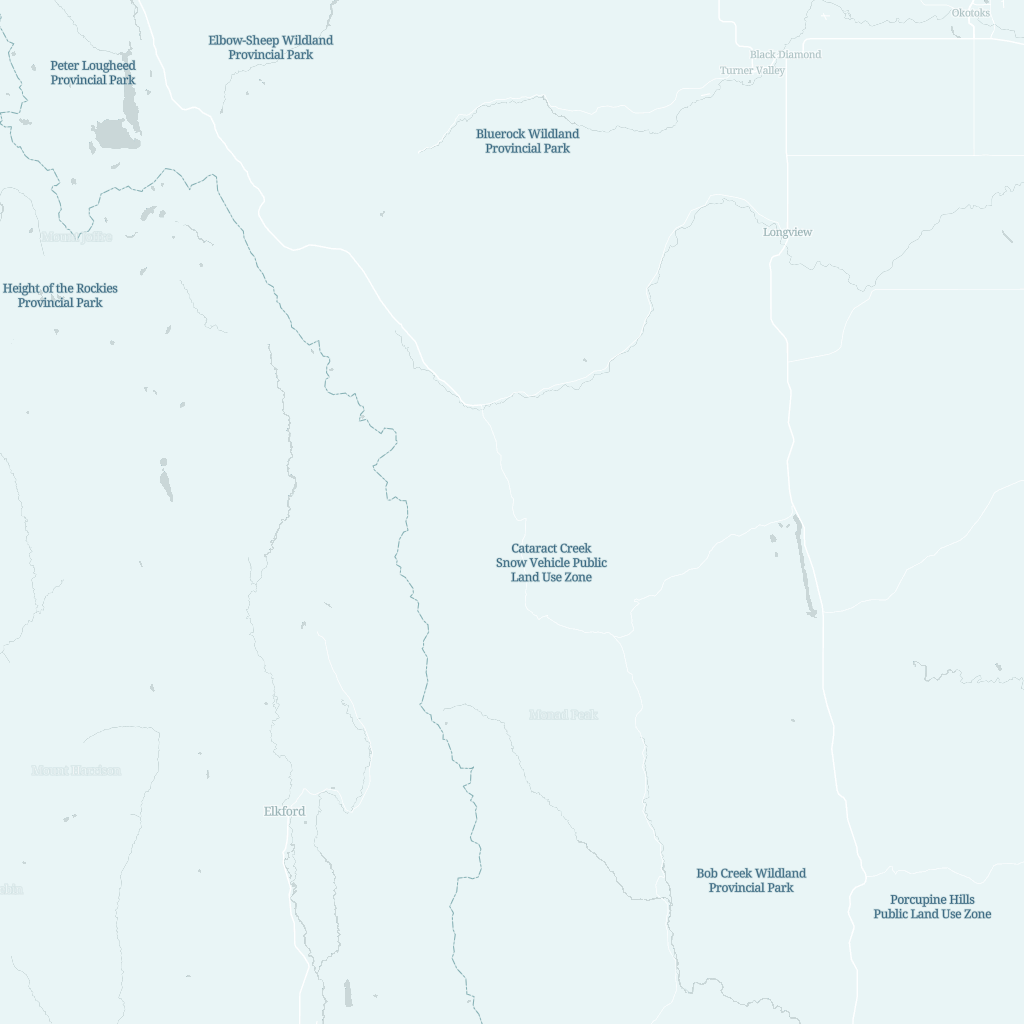 Okotoks
Elbow-Sheep Wildland
Provincial Park
Black Diamond
Peter Lougheed
Provincial Park
Turner Valley
Bluerock Wildland
Provincial Park
Longview
Mount Joffre
Height of the Rockies
Provincial Park
Cataract Creek
Snow Vehicle Public
Land Use Zone
Mount Harrison
Elkford
Bob Creek Wildland
Provincial Park
Porcupine Hills
Public Land Use Zone